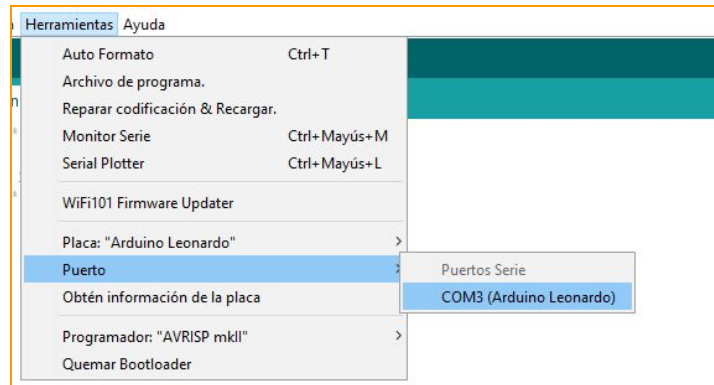 Herramientas Ayuda
Auto Formato Ctrl+T
Archivo de programa.
Reparar codificación & Recargar.
Monitor Serie Ctrl+Mayús+M
Serial Plotter Ctrl+Mayús+L
WiFi101 Firmware Updater
Placa: "Arduino Leonardo"
Puerto
Puertos Serie
Obtén información de la placa
COM3 (Arduino Leonardo)
Programador: "AVRISP mkII"
Quemar Bootloader